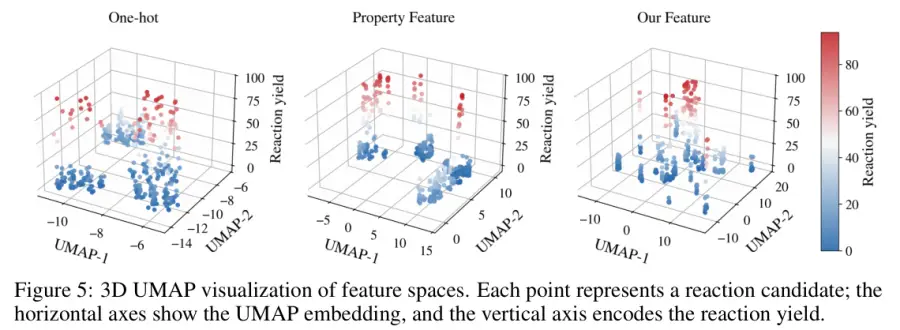 One-hot
Property Feature
Our Feature
100
75
50
25
0
Reaction yield
−10
−8
−6
UMAP-1
−14
−12
−10
−8
−6
UMAP-2
100
75
50
25
0
Reaction yield
−5
0
5
10
15
UMAP-1
0
5
10
UMAP-2
100
75
50
25
0
Reaction yield
−10
0
10
UMAP-1
−10
0
10
20
UMAP-2
80
60
40
20
0
Reaction yield
Figure 5: 3D UMAP visualization of feature spaces. Each point represents a reaction candidate; the
horizontal axes show the UMAP embedding, and the vertical axis encodes the reaction yield.